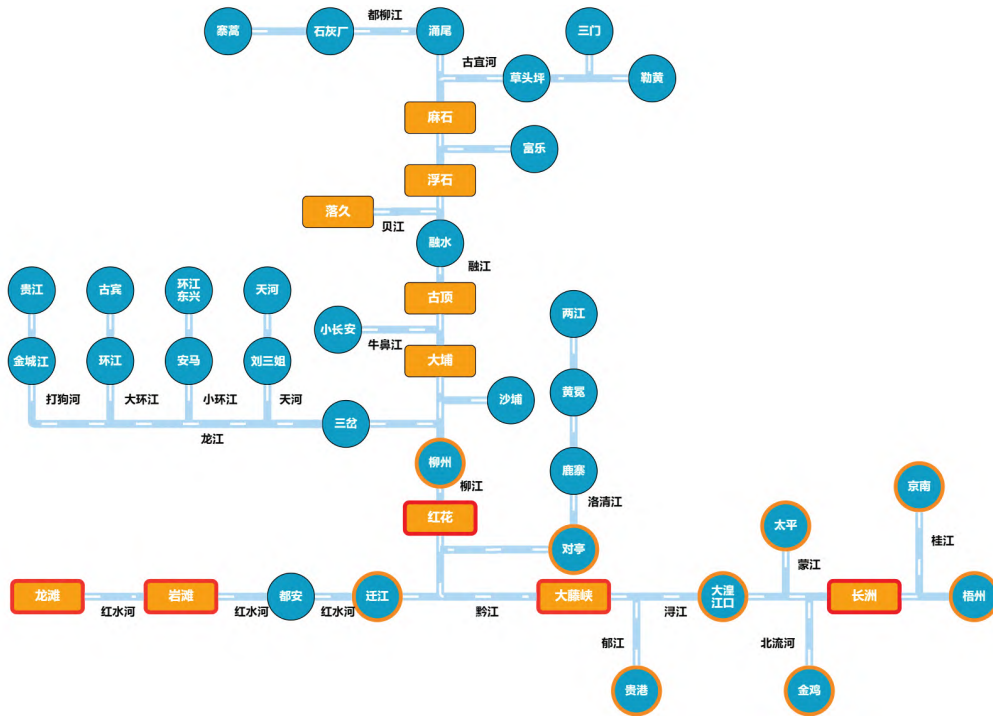 都柳江
寨蒿
石灰厂
涌尾
三门
古宜河
草头坪
勒黄
麻石
富乐
浮石
落久
贝江
融水
融江
贵江
古宾
环江
东兴
天河
古顶
两江
小长安
牛鼻江
金城江
环江
安马
刘三姐
大埔
黄冕
打狗河
大环江
小环江
天河
沙埔
三岔
龙江
柳州
鹿寨
柳江
洛清江
京南
红花
对亭
太平
桂江
蒙江
龙滩
岩滩
都安
迁江
大藤峡
大湟
江口
长洲
梧州
红水河
红水河
红水河
黔江
浔江
郁江
北流河
贵港
金鸡